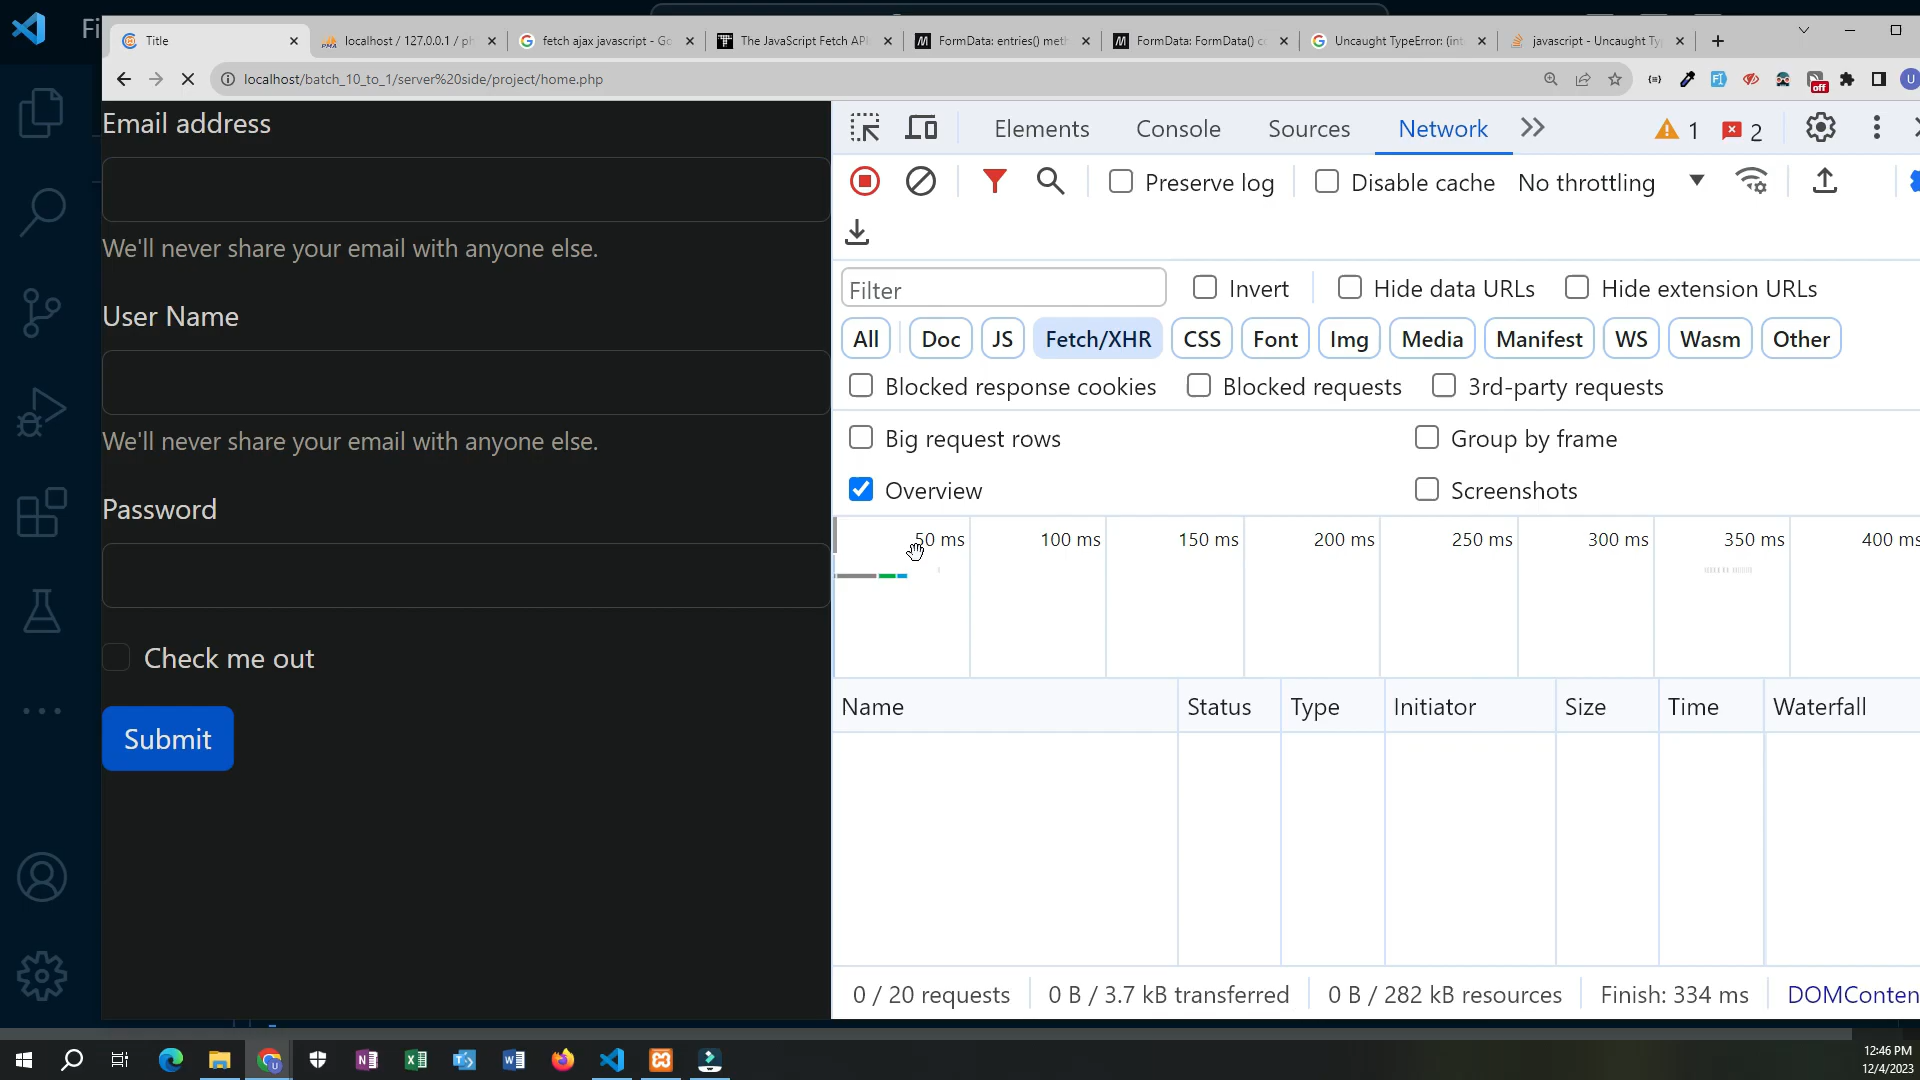 Fi
Title
localhost / 127.0.0.1 / ph
fetch ajax javascript - Go
The JavaScript Fetch API
FormData: entries() meth
FormData: FormData() c
Uncaught TypeError: (int
javascript - Uncaught Ty
localhost/batch_10_to_1/server%20side/project/home.php
off
U
Email address
We'll never share your email with anyone else.
User Name
We'll never share your email with anyone else.
Password
Check me out
Submit
Elements
Console
Sources
Network
1
2
Preserve log
Disable cache
No throttling
Filter
Invert
Hide data URLs
Hide extension URLs
All
Doc
JS
Fetch/XHR
CSS
Font
Img
Media
Manifest
WS
Wasm
Other
Blocked response cookies
Blocked requests
3rd-party requests
Big request rows
Group by frame
Overview
Screenshots
50 ms
100 ms
150 ms
200 ms
250 ms
300 ms
350 ms
400 ms
Name
Status
Type
Initiator
Size
Time
Waterfall
0 / 20 requests
0 B / 3.7 kB transferred
0 B / 282 kB resources
Finish: 334 ms
DOMConten
12:46 PM
12/4/2023